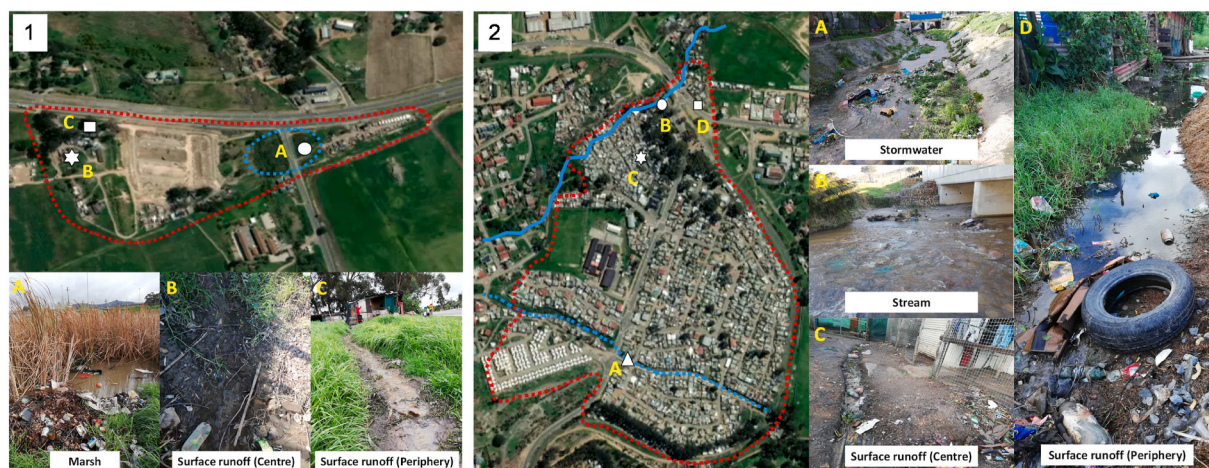 1
C
B
A
A
Marsh
B
Surface runoff (Centre)
C
Surface runoff (Periphery)
2
B
D
C
A
A
Stormwater
B
Stream
C
Surface runoff (Centre)
D
Surface runoff (Periphery)